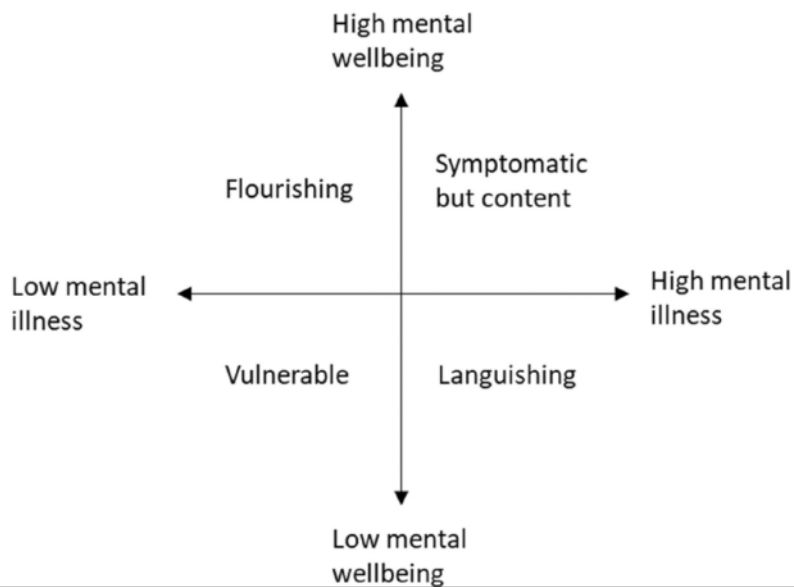 High mental
wellbeing
Symptomatic
but content
Flourishing
Low mental
illness
High mental
illness
Vulnerable
Languishing
Low mental
wellbeing